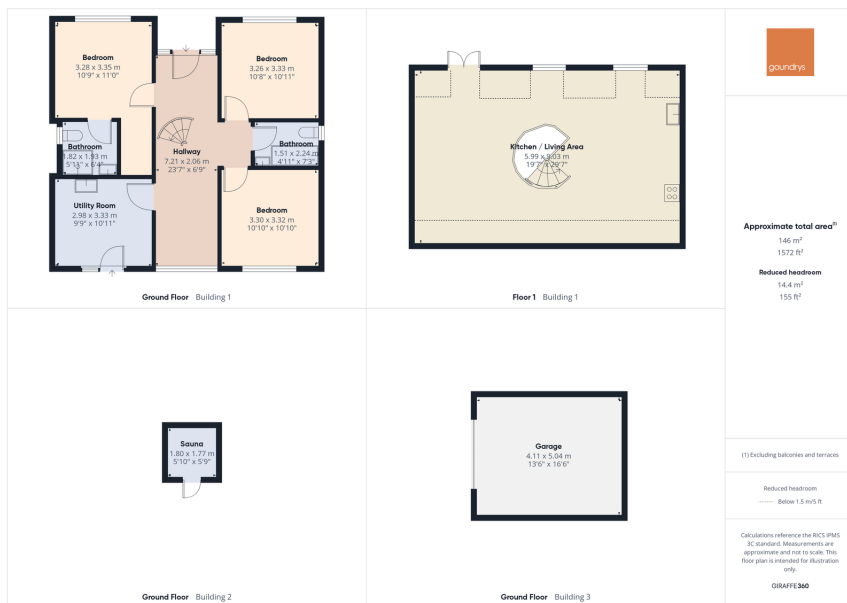 Bedroom
3.28 x 3.35 m
10'9" x 11'0"
Bedroom
3.26 x 3.33 m
10'8" x 10'11"
Bathroom
1.82 x 1.93 m
5'11" x 6'4"
Hallway
7.21 x 2.06 m
23'7" x 6'9"
Bathroom
1.51 x 2.24 m
4'11" x 7'3"
Utility Room
2.98 x 3.33 m
9'9" x 10'11"
Bedroom
3.30 x 3.32 m
10'10" x 10'10"
Ground Floor Building 1
Kitchen / Living Area
5.99 x 9.03 m
19'7" x 29'7"
Floor 1 Building 1
Sauna
1.80 x 1.77 m
5'10" x 5'9"
Ground Floor Building 2
Garage
4.11 x 5.04 m
13'6" x 16'6"
Ground Floor Building 3
goundrys
Approximate total area(1)
146 m²
1572 ft²
Reduced headroom
14.4 m²
155 ft²
(1) Excluding balconies and terraces
Reduced headroom
Below 1.5 m/5 ft
Calculations reference the RICS IPMS
3C standard. Measurements are
approximate and not to scale. This
floor plan is intended for illustration
only.
GIRAFFE360